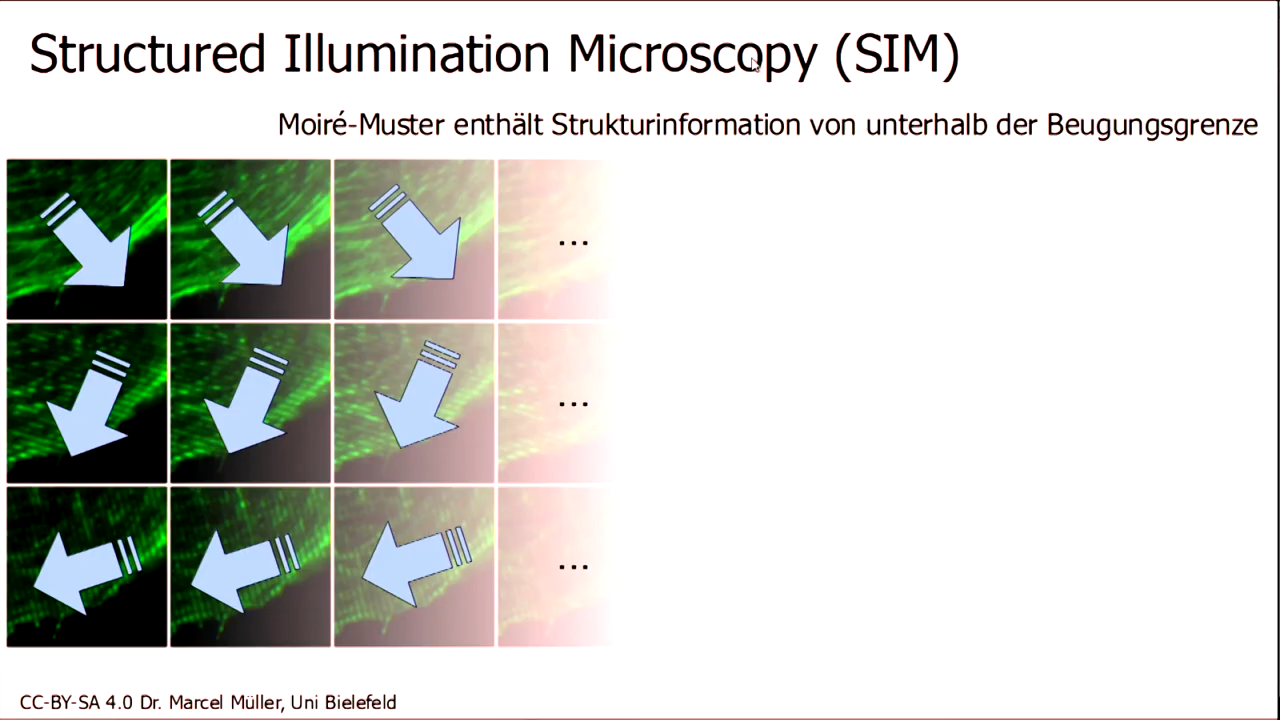 Structured Illumination Microscopy (SIM)
Moiré-Muster enthält Strukturinformation von unterhalb der Beugungsgrenze
...
...
...
CC-BY-SA 4.0 Dr. Marcel Müller, Uni Bielefeld